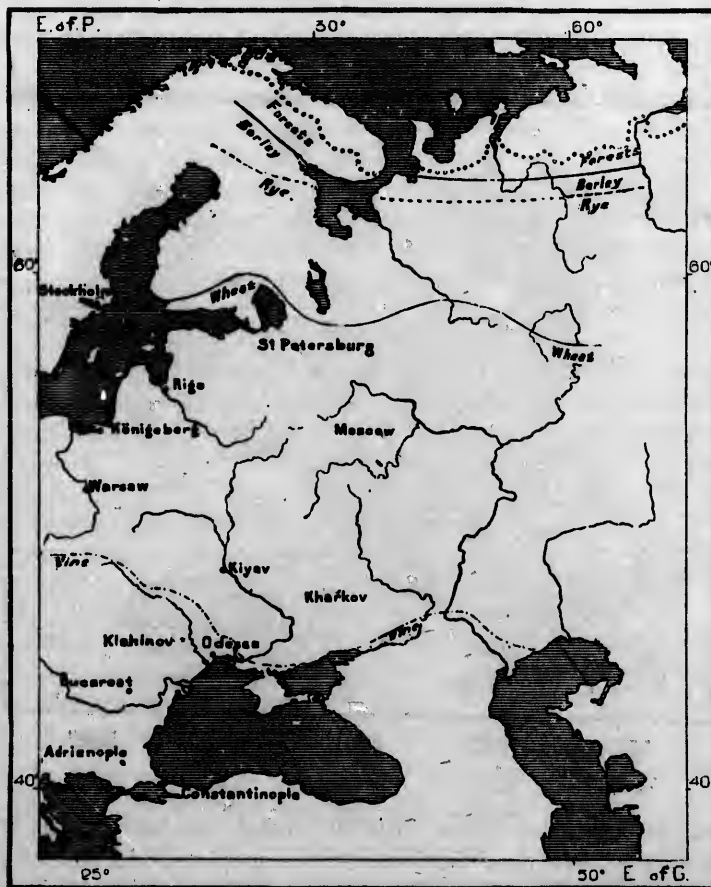 E. of P. 30° 60°
Forests
Forests
Barley
Barley
Rye.
Rye
60° 60°
Stockholm
Wheat
St Petersburg
Wheat
Riga
Königsberg
Moscow
Warsaw
Vine
Kiyev
Kharkov
Vine
Kishinov
Odessa
Bucarest
Adrianople
40° 40°
Constantinople
25° 50° E. of G.